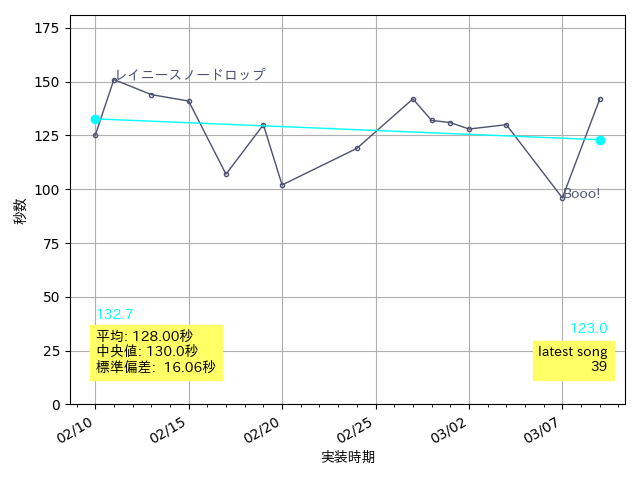 175
150
125
100
75
50
25
0
秒数
レイニースノードロップ
Booo!
132.7
123.0
平均: 128.00秒
中央値: 130.0秒
標準偏差: 16.06秒
latest song
39
02/10
02/15
02/20
02/25
03/02
03/07
実装時期